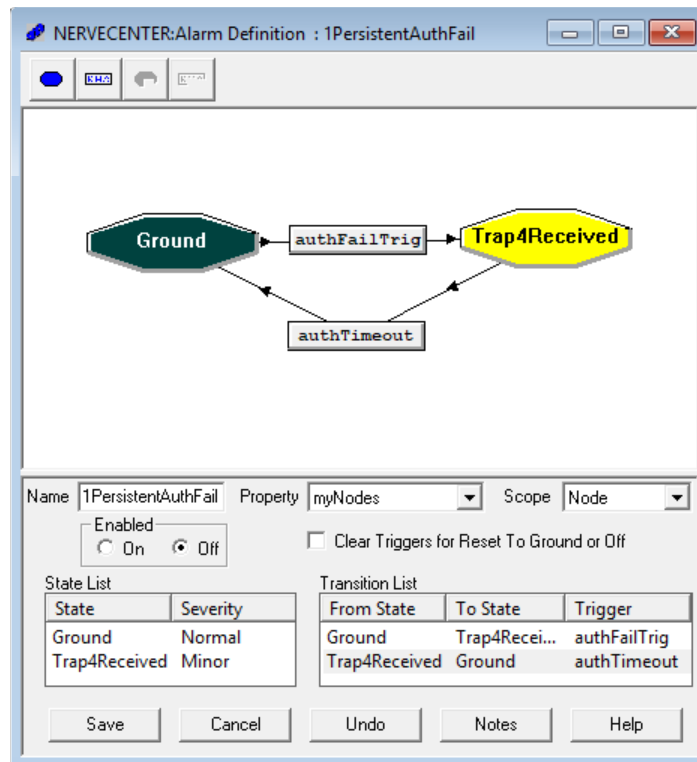 NERVECENTER:Alarm Definition : 1PersistentAuthFail
Ground
authFailTrig
Trap4Received
authTimeout
Name 1PersistentAuthFail Property myNodes Scope Node
Enabled
On Off
Clear Triggers for Reset To Ground or Off
State List
State Severity
Ground Normal
Trap4Received Minor
Transition List
From State To State Trigger
Ground Trap4Recei... authFailTrig
Trap4Received Ground authTimeout
Save Cancel Undo Notes Help